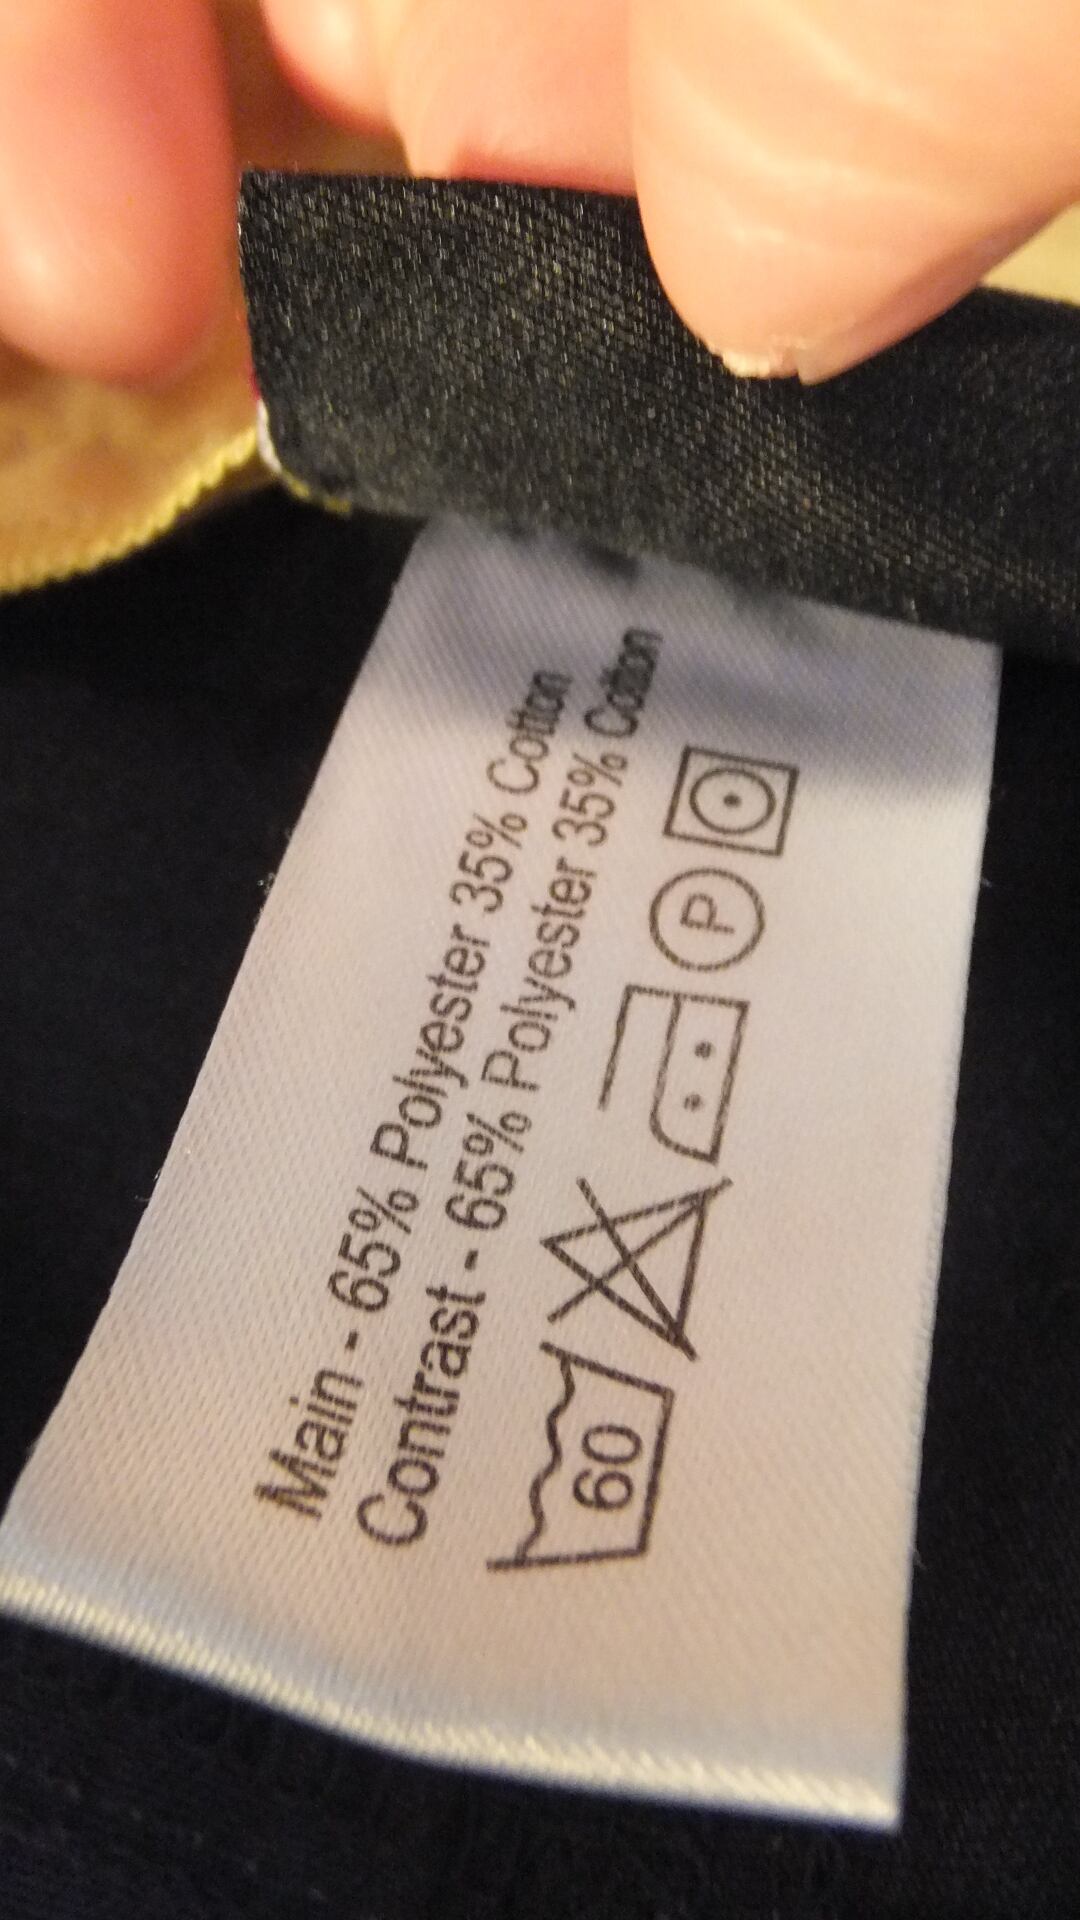 Main - 65% Polyester 35% Cotton
Contrast - 65% Polyester 35% Cotton
60 P